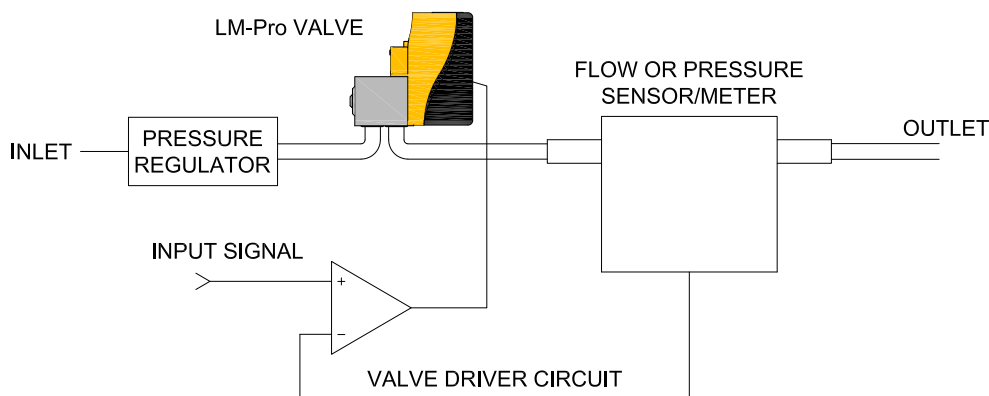 LM-Pro VALVE
FLOW OR PRESSURE
SENSOR/METER
OUTLET
INLET
PRESSURE
REGULATOR
INPUT SIGNAL
+
−
VALVE DRIVER CIRCUIT